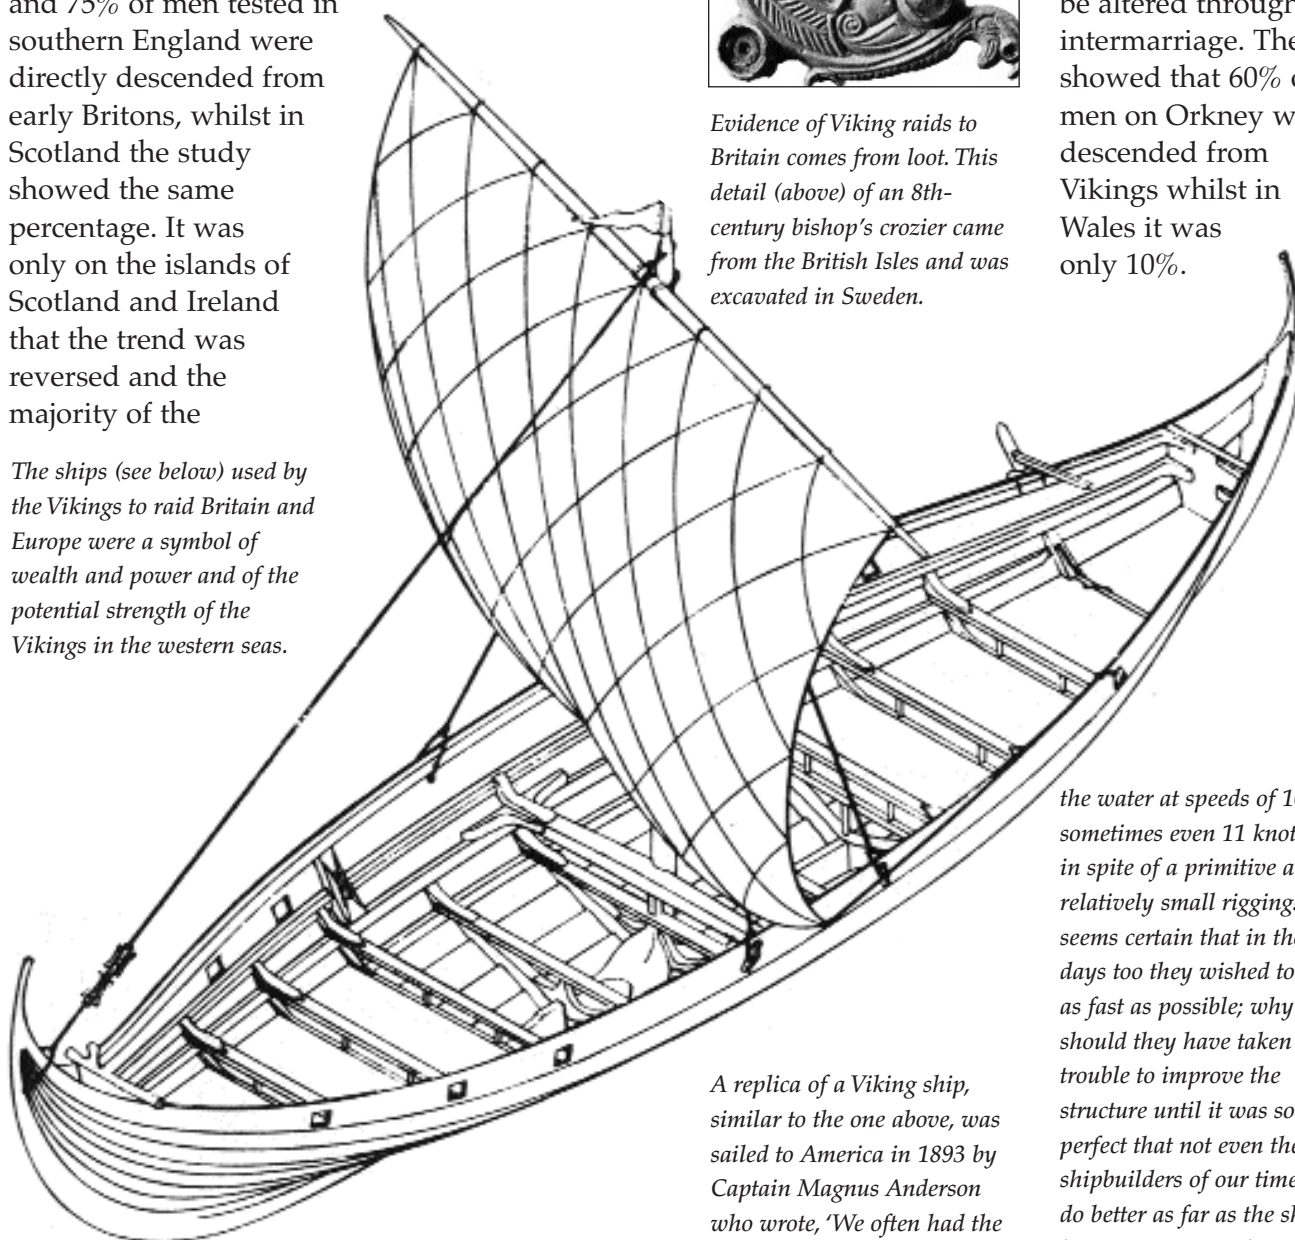 and 75% of men tested in
southern England were
directly descended from
early Britons, whilst in
Scotland the study
showed the same
percentage. It was
only on the islands of
Scotland and Ireland
that the trend was
reversed and the
majority of the
The ships (see below) used by
the Vikings to raid Britain and
Europe were a symbol of
wealth and power and of the
potential strength of the
Vikings in the western seas.
Evidence of Viking raids to
Britain comes from loot. This
detail (above) of an 8th-
century bishop's crozier came
from the British Isles and was
excavated in Sweden.
A replica of a Viking ship,
similar to the one above, was
sailed to America in 1893 by
Captain Magnus Anderson
who wrote, 'We often had the
be altered through
intermarriage. The
showed that 60%
men on Orkney
descended from
Vikings whilst in
Wales it was
only 10%.
the water at speeds of
sometimes even 11
in spite of a primitive
relatively small rigging.
seems certain that in
days too they wished to
as fast as possible; why
should they have taken
trouble to improve the
structure until it was so
perfect that not even the
shipbuilders of our time
do better as far as the